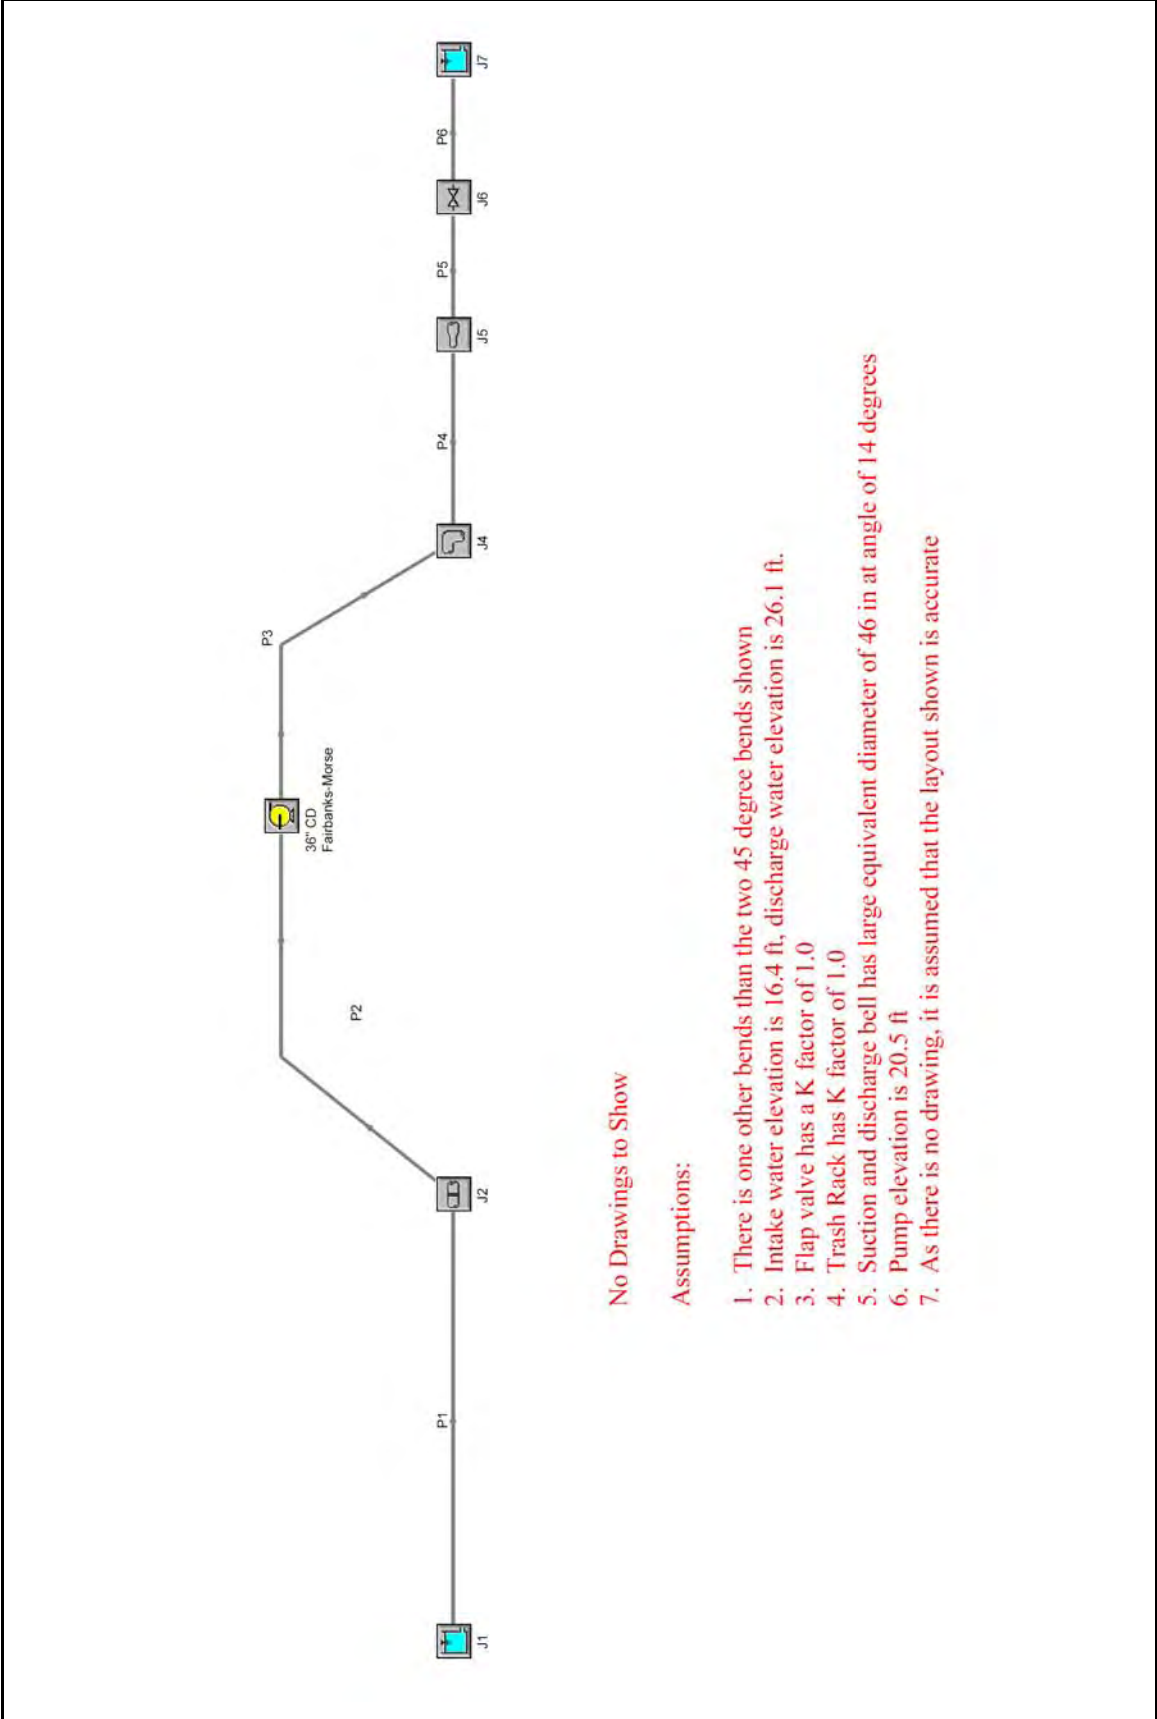 P3
36" CD
Fairbanks-Morse
P2
P1
P4
P5
P6
J1
J2
J4
J5
J6
J7
No Drawings to Show
Assumptions:
1. There is one other bends than the two 45 degree bends shown
2. Intake water elevation is 16.4 ft, discharge water elevation is 26.1 ft.
3. Flap valve has a K factor of 1.0
4. Trash Rack has K factor of 1.0
5. Suction and discharge bell has large equivalent diameter of 46 in at angle of 14 degrees
6. Pump elevation is 20.5 ft
7. As there is no drawing, it is assumed that the layout shown is accurate